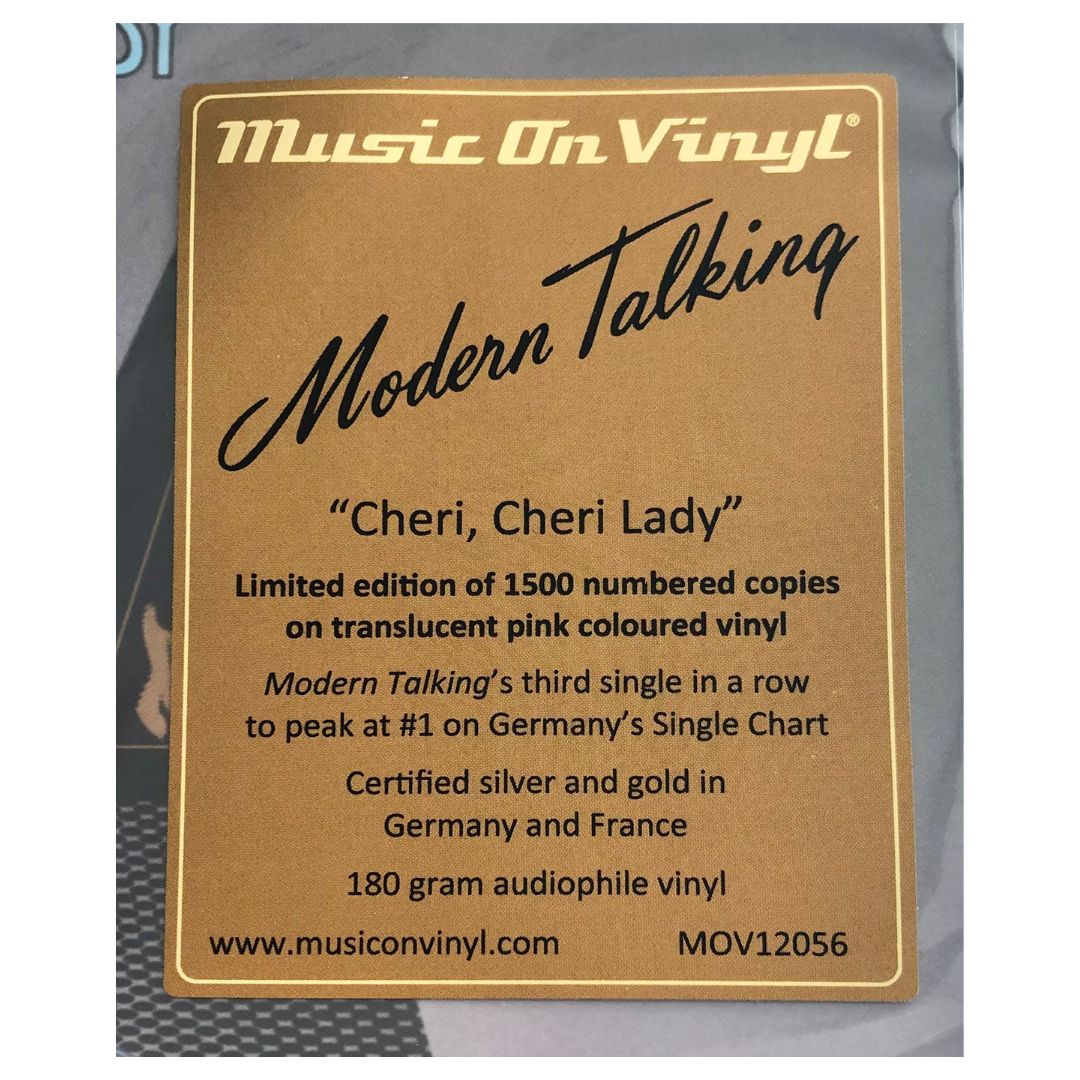 DY
Music On Vinyl®
Modern Talking
“Cheri, Cheri Lady”
Limited edition of 1500 numbered copies
on translucent pink coloured vinyl
Modern Talking’s third single in a row
to peak at #1 on Germany’s Single Chart
Certified silver and gold in
Germany and France
180 gram audiophile vinyl
www.musiconvinyl.com MOV12056